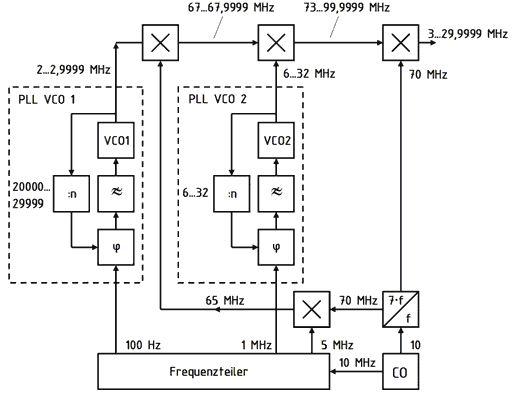 67...67,9999 MHz
73...99,9999 MHz
3...29,9999 MHz
2...2,9999 MHz
6...32 MHz
70 MHz
PLL VCO 1
PLL VCO 2
VCO1
VCO2
20000...
29999
:n
≈
6...32
:n
≈
φ
φ
65 MHz
70 MHz
7·f
f
100 Hz
1 MHz
5 MHz
10
Frequenzteiler
10 MHz
CO